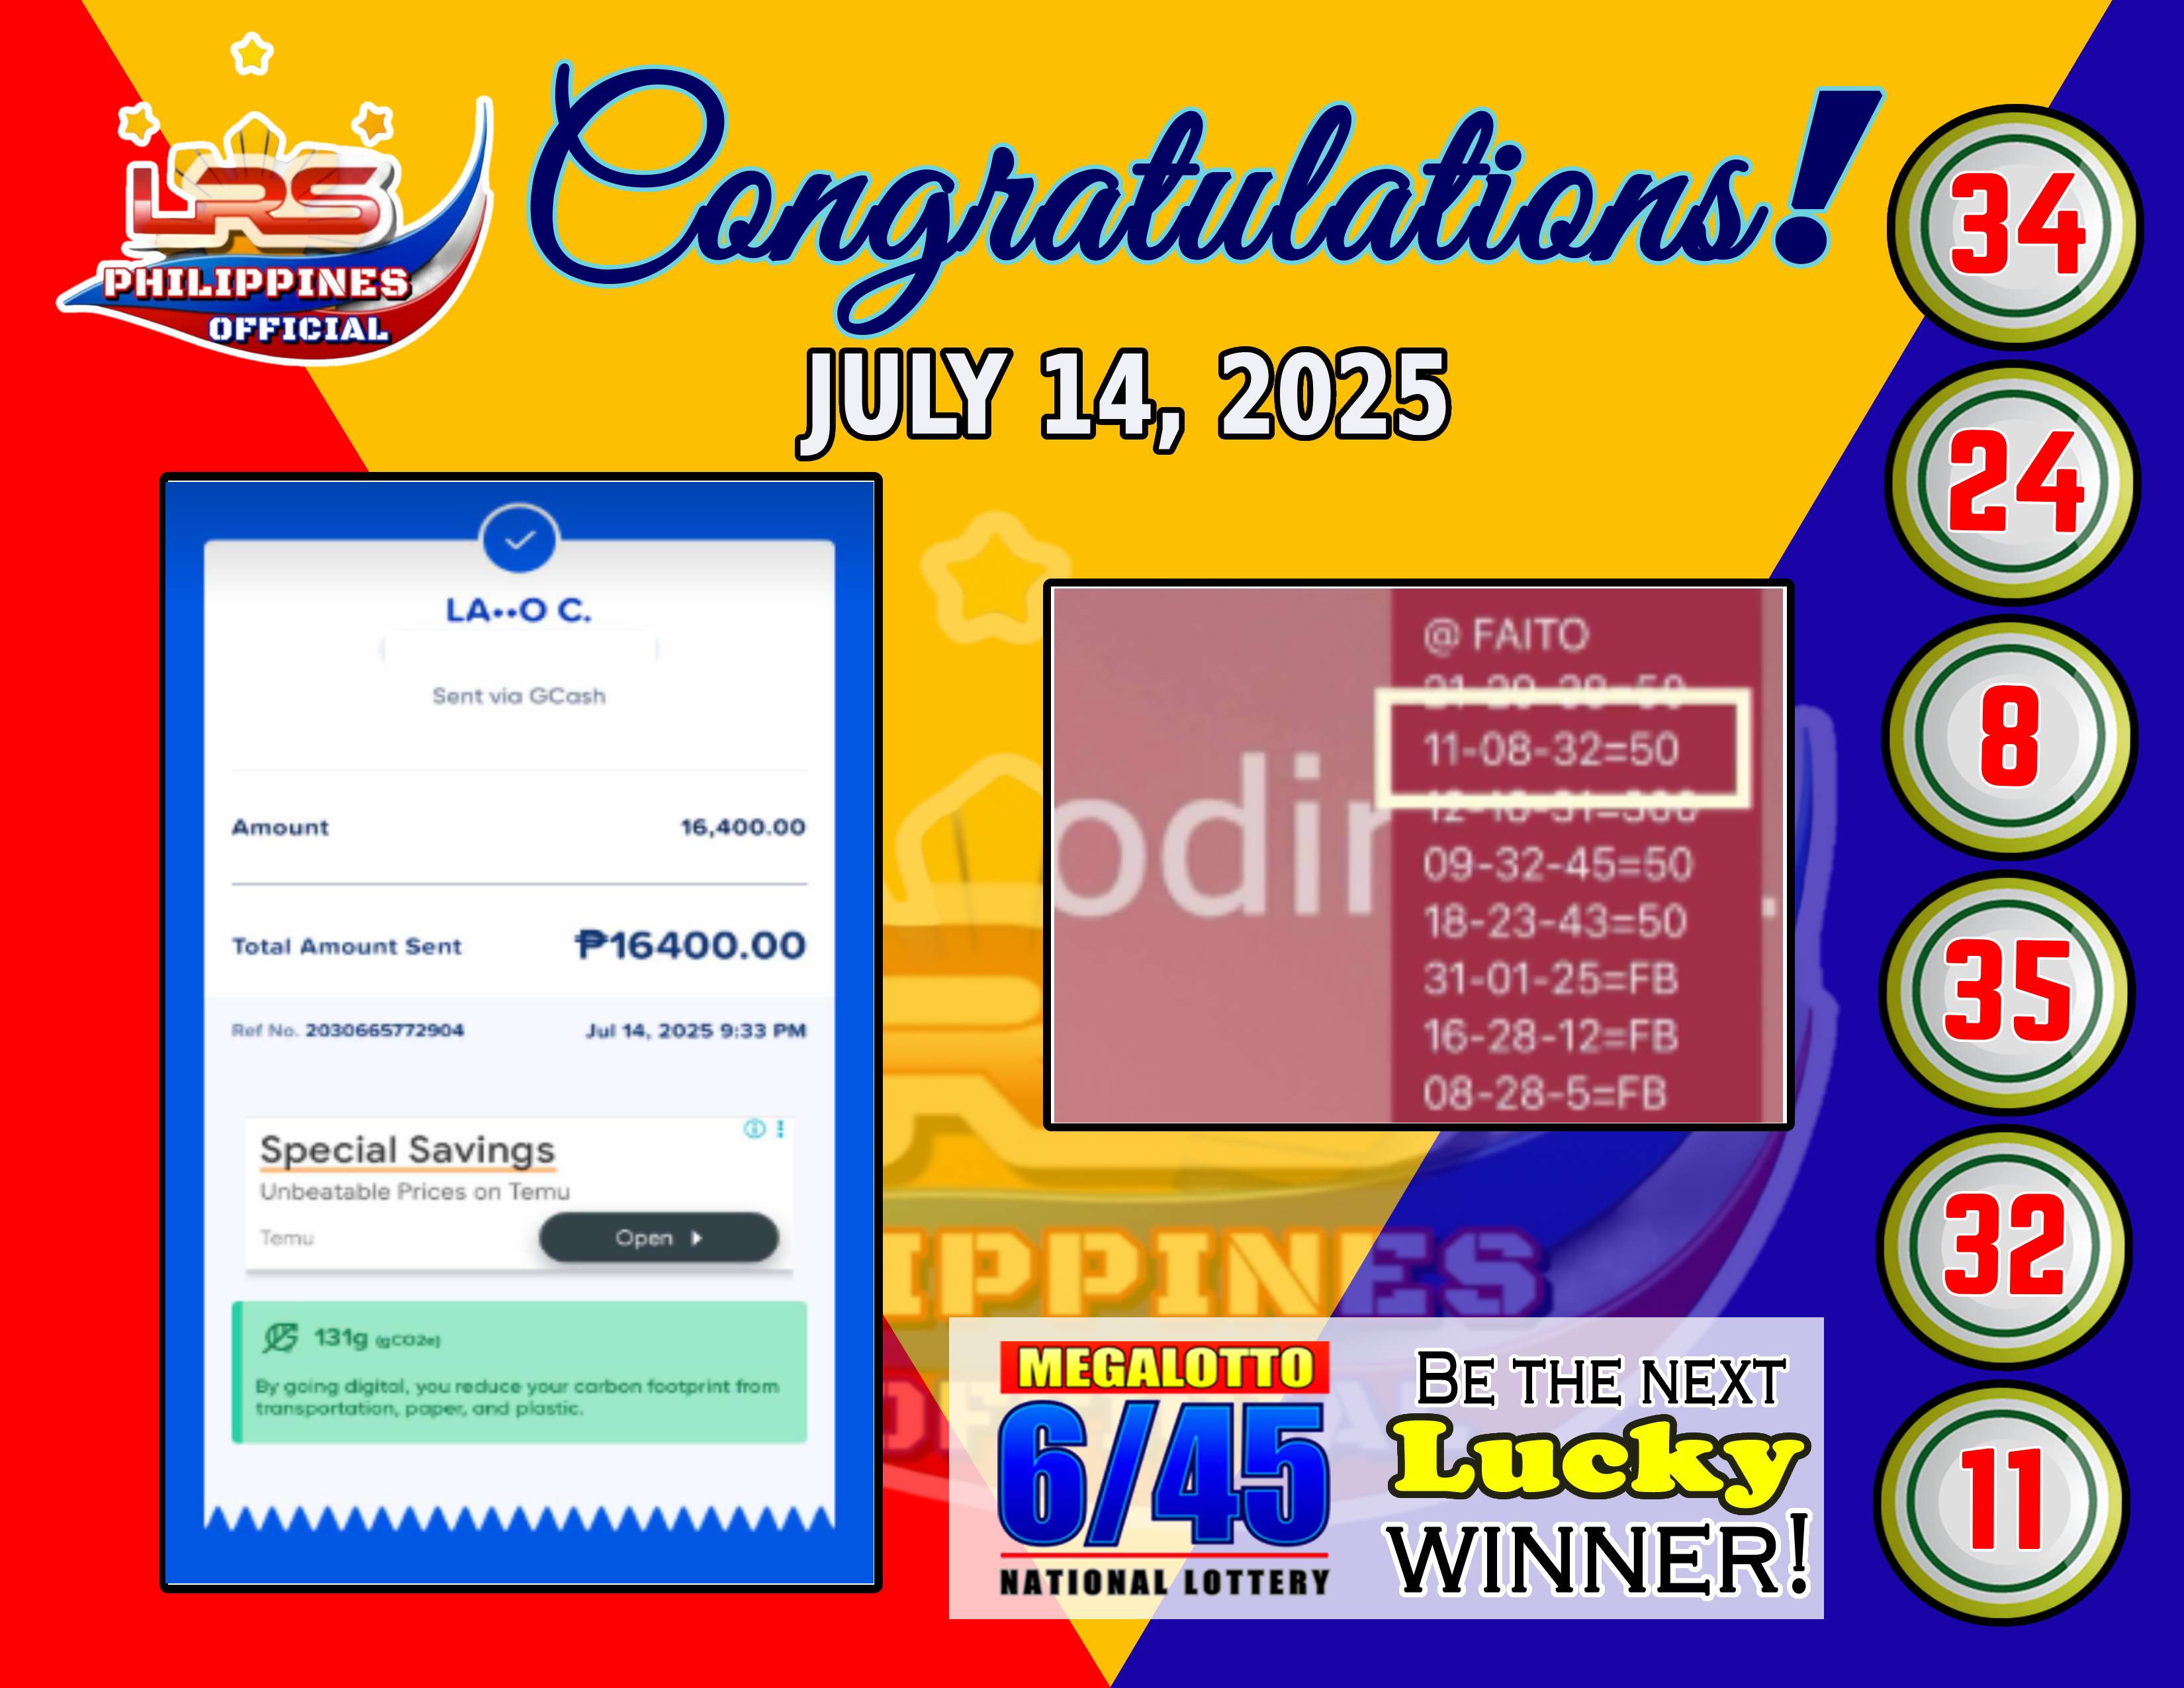 LRS
PHILIPPINES
OFFICIAL
Congratulations!
JULY 14, 2025
LA••O C.
Sent via GCash
Amount 16,400.00
Total Amount Sent ₱16400.00
Ref No. 2030665772904 Jul 14, 2025 9:33 PM
Special Savings
Unbeatable Prices on Temu
Temu Open
131g (gCO2e)
By going digital, you reduce your carbon footprint from
transportation, paper, and plastic.
odin
@ FAITO
11-08-32=50
09-32-45=50
18-23-43=50
31-01-25=FB
16-28-12=FB
08-28-5=FB
IPPINES
MEGALOTTO
6/45
NATIONAL LOTTERY
BE THE NEXT
Lucky
WINNER!
34
24
8
35
32
11